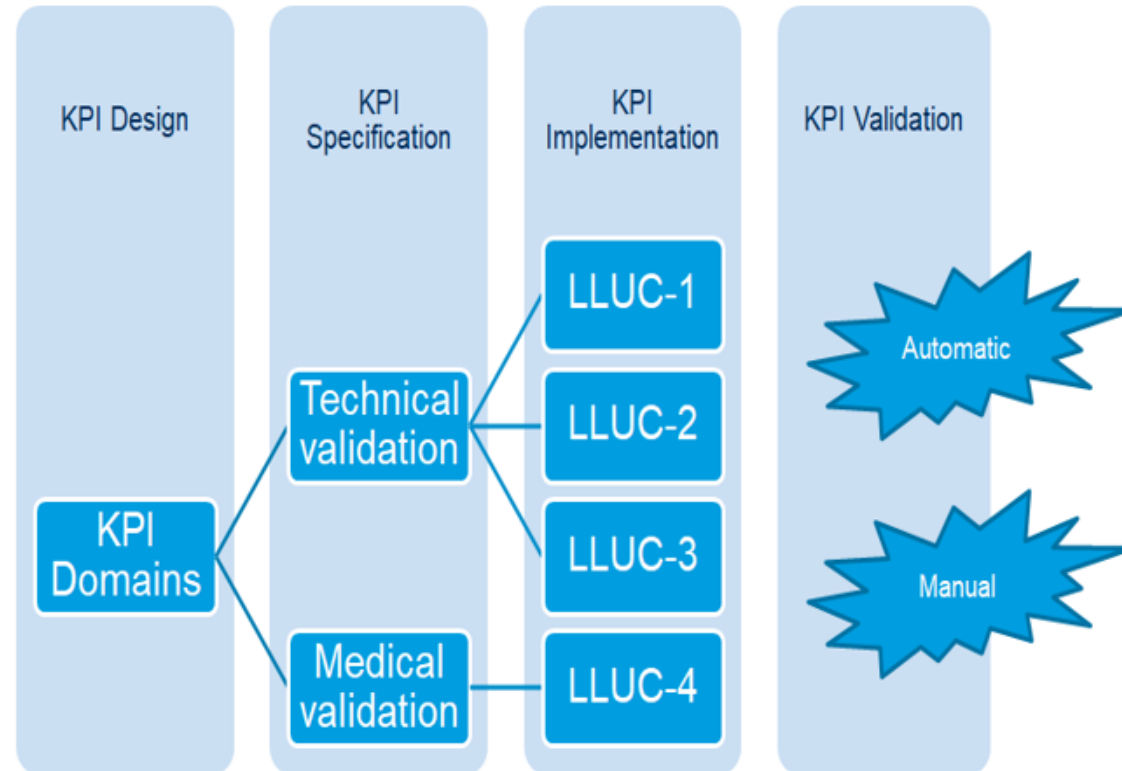 KPI Design
KPI
Specification
KPI
Implementation
KPI Validation
KPI
Domains
Technical
validation
Medical
validation
LLUC-1
LLUC-2
LLUC-3
LLUC-4
Automatic
Manual